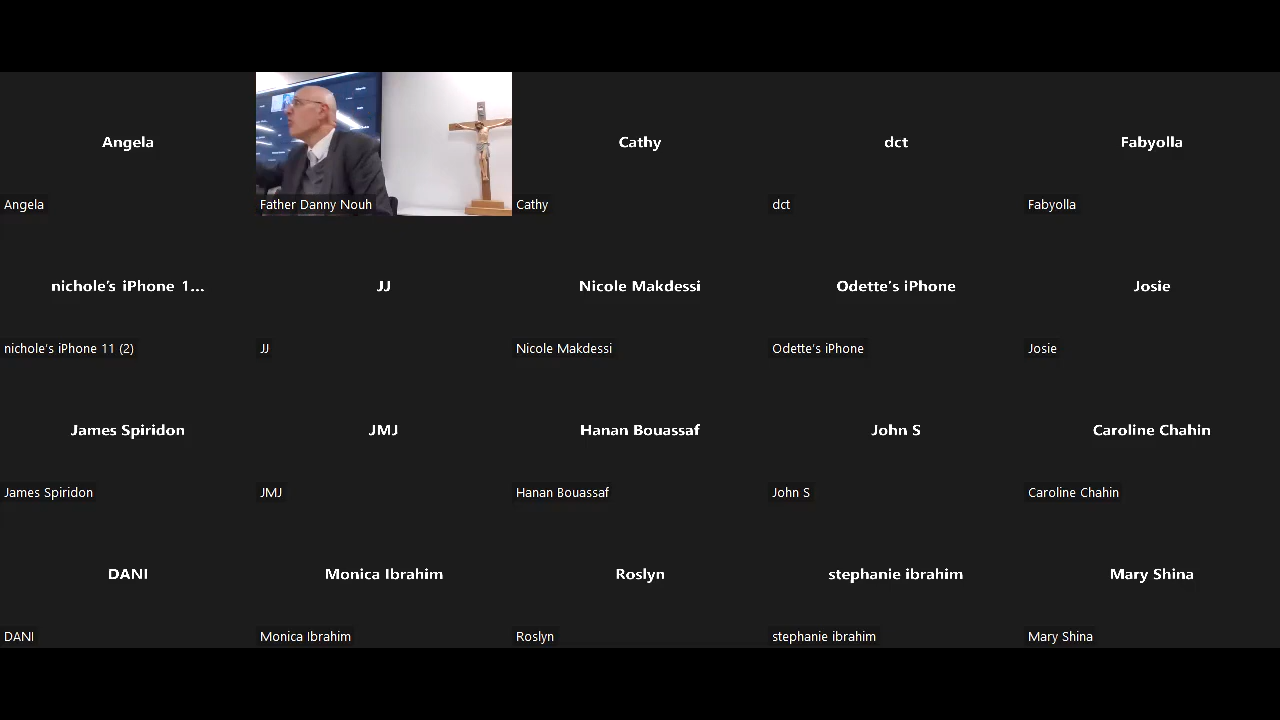 Angela
Angela
Father Danny Nouh
Cathy
Cathy
dct
dct
Fabyolla
Fabyolla
nichole's iPhone 1...
nichole's iPhone 11 (2)
JJ
JJ
Nicole Makdessi
Nicole Makdessi
Odette's iPhone
Odette's iPhone
Josie
Josie
James Spiridon
James Spiridon
JMJ
JMJ
Hanan Bouassaf
Hanan Bouassaf
John S
John S
Caroline Chahin
Caroline Chahin
DANI
DANI
Monica Ibrahim
Monica Ibrahim
Roslyn
Roslyn
stephanie ibrahim
stephanie ibrahim
Mary Shina
Mary Shina